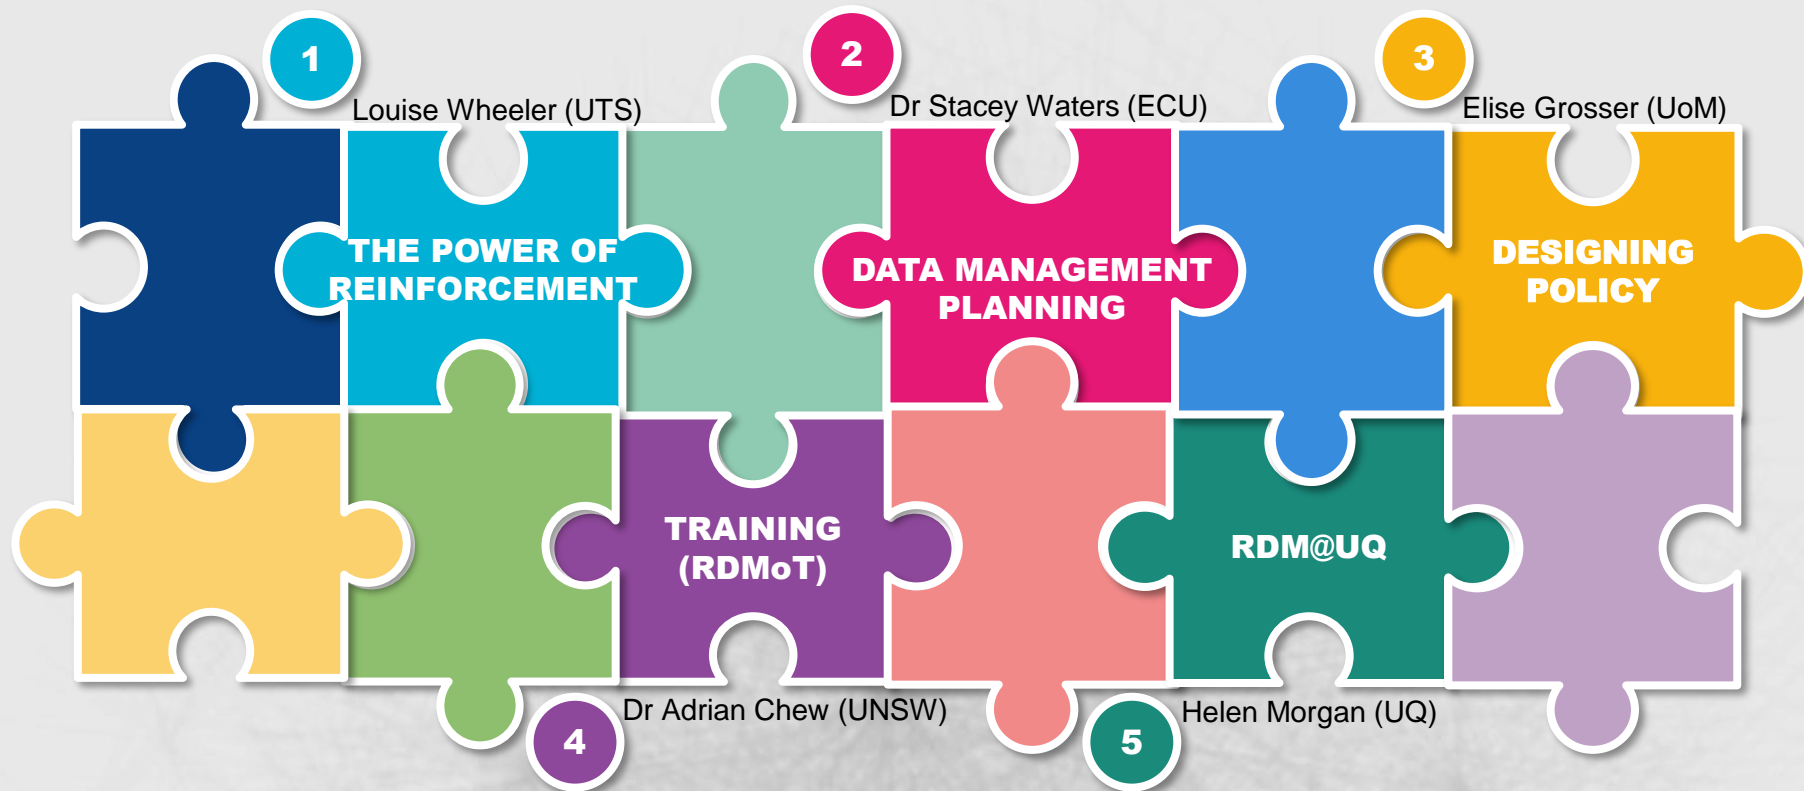 1
Louise Wheeler (UTS)
THE POWER OF
REINFORCEMENT
2
Dr Stacey Waters (ECU)
DATA MANAGEMENT
PLANNING
3
Elise Grosser (UoM)
DESIGNING
POLICY
TRAINING
(RDMoT)
4
Dr Adrian Chew (UNSW)
RDM@UQ
5
Helen Morgan (UQ)